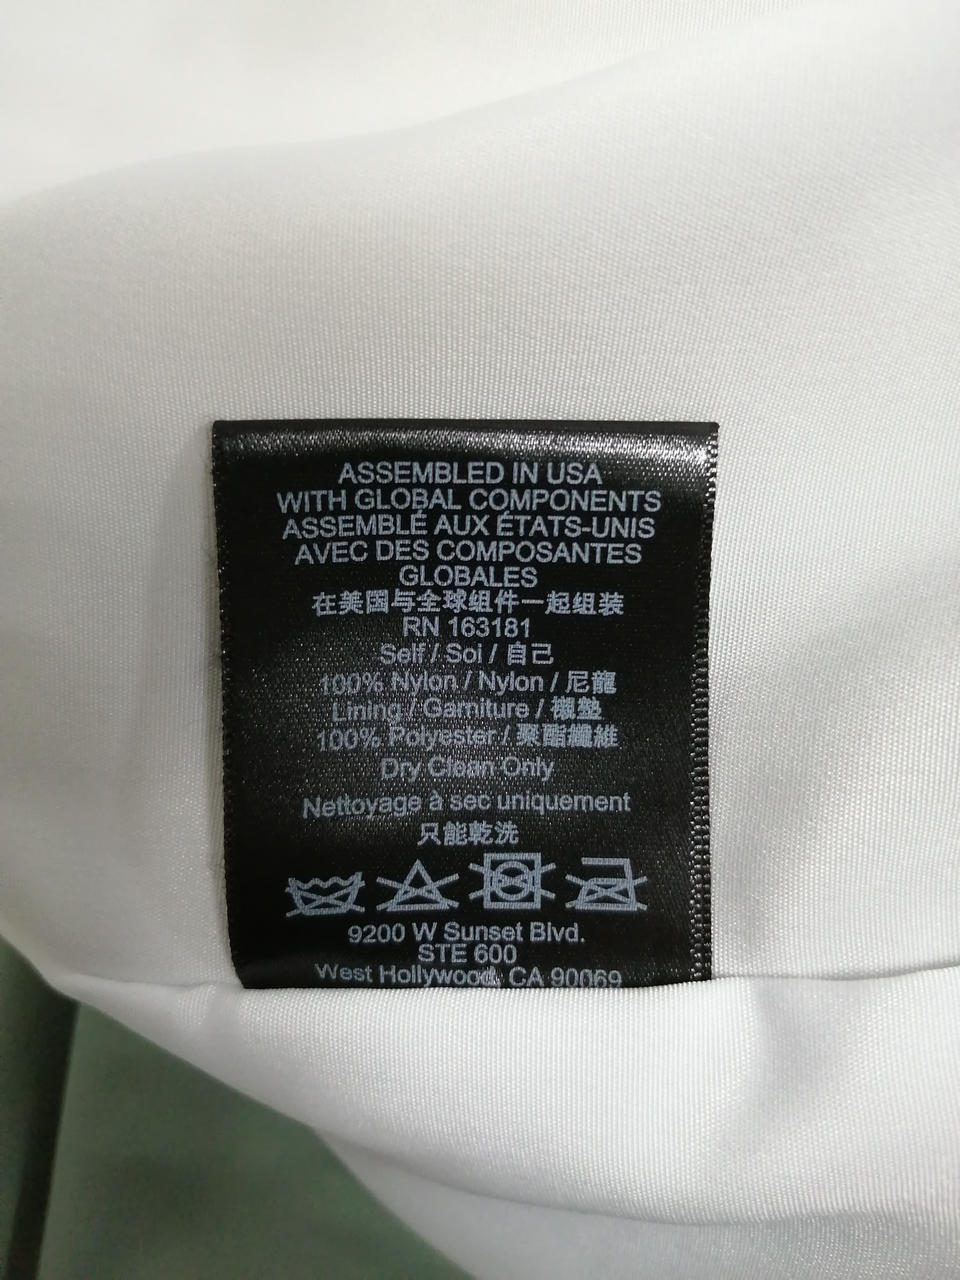 ASSEMBLED IN USA
WITH GLOBAL COMPONENTS
ASSEMBLÉ AUX ÉTATS-UNIS
AVEC DES COMPOSANTES
GLOBALES
在美国与全球组件一起组装
RN 163181
Self / Soi / 自己
100% Nylon / Nylon / 尼龍
Lining / Garniture / 襯墊
100% Polyester / 聚酯纖維
Dry Clean Only
Nettoyage à sec uniquement
只能乾洗
9200 W Sunset Blvd.
STE 600
West Hollywood, CA 90069